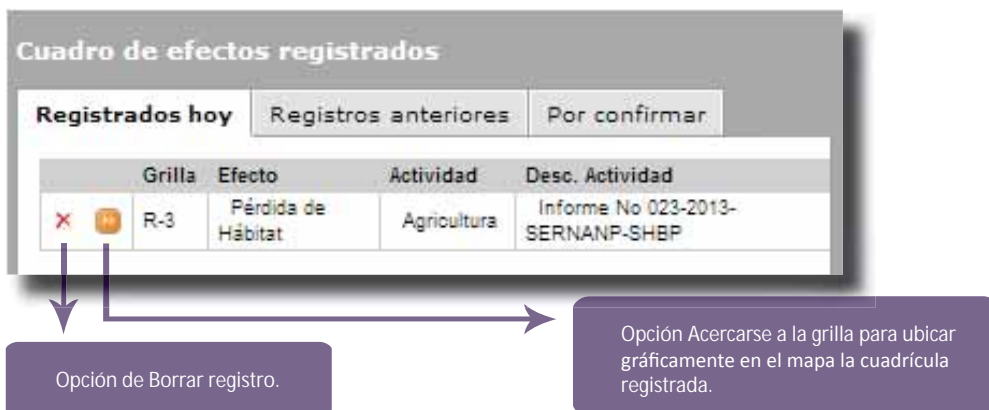 Cuadro de efectos registrados
Registrados hoy Registros anteriores Por confirmar
Grilla Efecto Actividad Desc. Actividad
R-3 Pérdida de Hábitat Agricultura Informe No 023-2013-SERNANP-SHBP
Opción Acercarse a la grilla para ubicar
gráficamente en el mapa la cuadrícula
registrada.
Opción de Borrar registro.